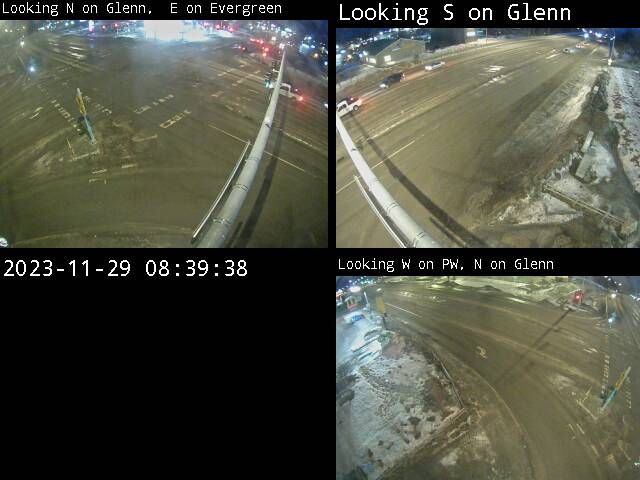 Looking N on Glenn, E on Evergreen
Looking S on Glenn
2023-11-29 08:39:38
Looking W on PW, N on Glenn